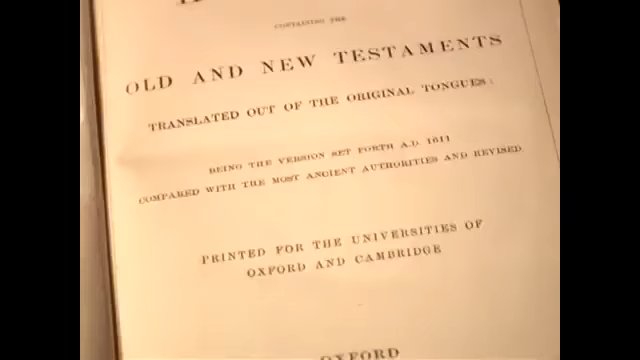 CONTAINING THE
OLD AND NEW TESTAMENTS
TRANSLATED OUT OF THE ORIGINAL TONGUES:
BEING THE VERSION SET FORTH A.D. 1611
COMPARED WITH THE MOST ANCIENT AUTHORITIES AND REVISED
PRINTED FOR THE UNIVERSITIES OF
OXFORD AND CAMBRIDGE
OXFORD